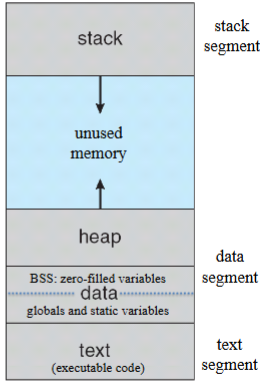 stack
stack
segment
unused
memory
heap
data
segment
BSS: zero-filled variables
data
globals and static variables
text
(executable code)
text
segment